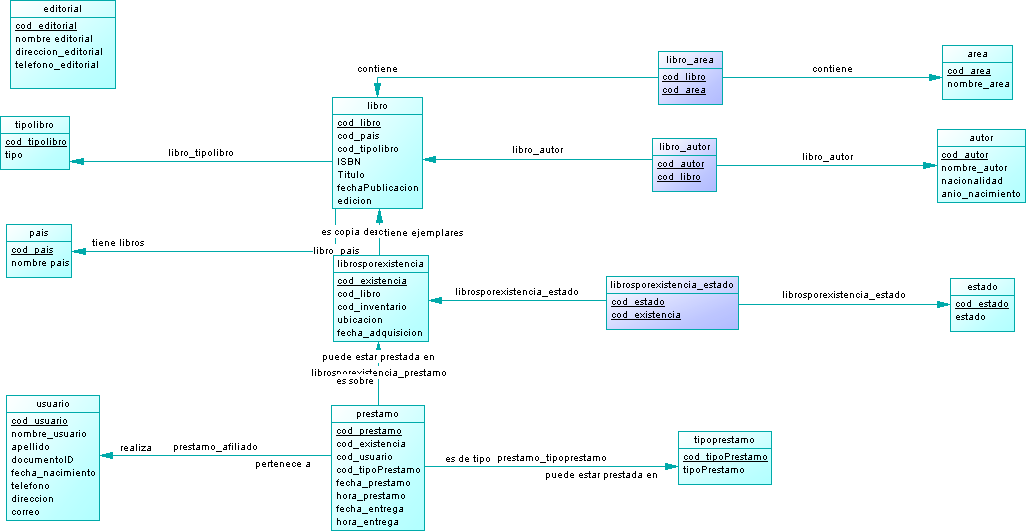 editorial
cod_editorial
nombre editorial
direccion_editorial
telefono_editorial
contiene
libro_area
cod_libro
cod_area
contiene
area
cod_area
nombre_area
libro
cod_libro
cod_pais
cod_tipolibro
ISBN
Titulo
fechaPublicacion
edicion
tipolibro
cod_tipolibro
tipo
libro_tipolibro
libro_autor
libro_autor
cod_autor
cod_libro
libro_autor
autor
cod_autor
nombre_autor
nacionalidad
anio_nacimiento
pais
cod_pais
nombre pais
tiene libros
es copia de
tiene ejemplares
libro_pais
librosporexistencia
cod_existencia
cod_libro
cod_inventario
ubicacion
fecha_adquisicion
librosporexistencia_estado
librosporexistencia_estado
cod_estado
cod_existencia
librosporexistencia_estado
estado
cod_estado
estado
puede estar prestada en
librosporexistencia_prestamo
es sobre
usuario
cod_usuario
nombre_usuario
apellido
documentoID
fecha_nacimiento
telefono
direccion
correo
realiza
prestamo_afiliado
pertenece a
prestamo
cod_prestamo
cod_existencia
cod_usuario
cod_tipoPrestamo
fecha_prestamo
hora_prestamo
fecha_entrega
hora_entrega
es de tipo
prestamo_tipoprestamo
puede estar prestada en
tipoprestamo
cod_tipoPrestamo
tipoPrestamo